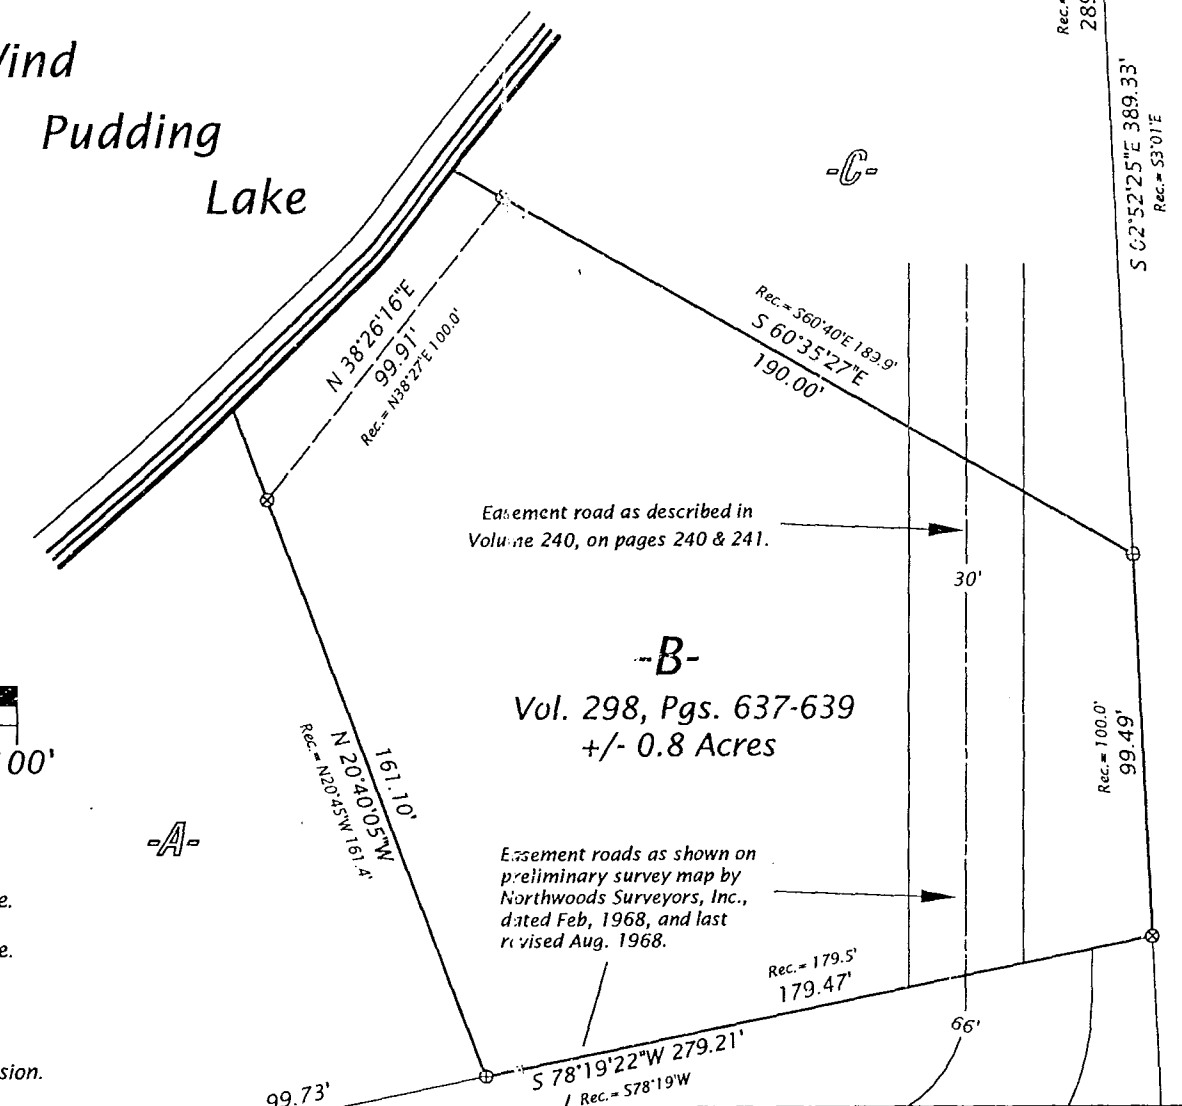 Pudding
Lake
-C-
S 02°52'25"E 389.33'
Rec.= S3°01'E
N 38°26'16"E
99.91'
Rec.= N38°27'E 100.0'
Rec.= S60°40'E 189.9'
S 60°35'27"E
190.00'
Easement road as described in
Volume 240, on pages 240 & 241.
30'
-B-
Vol. 298, Pgs. 637-639
+/- 0.8 Acres
Rec.= 100.0'
99.49'
00'
161.10'
N 20°40'05"W
Rec.= N20°45'W 161.4'
-A-
Easement roads as shown on
preliminary survey map by
Northwoods Surveyors, Inc.,
dated Feb, 1968, and last
revised Aug. 1968.
e.
e.
Rec.= 179.5'
179.47'
66'
S 78°19'22"W 279.21'
Rec.= S78°19'W
sion.
99.73'